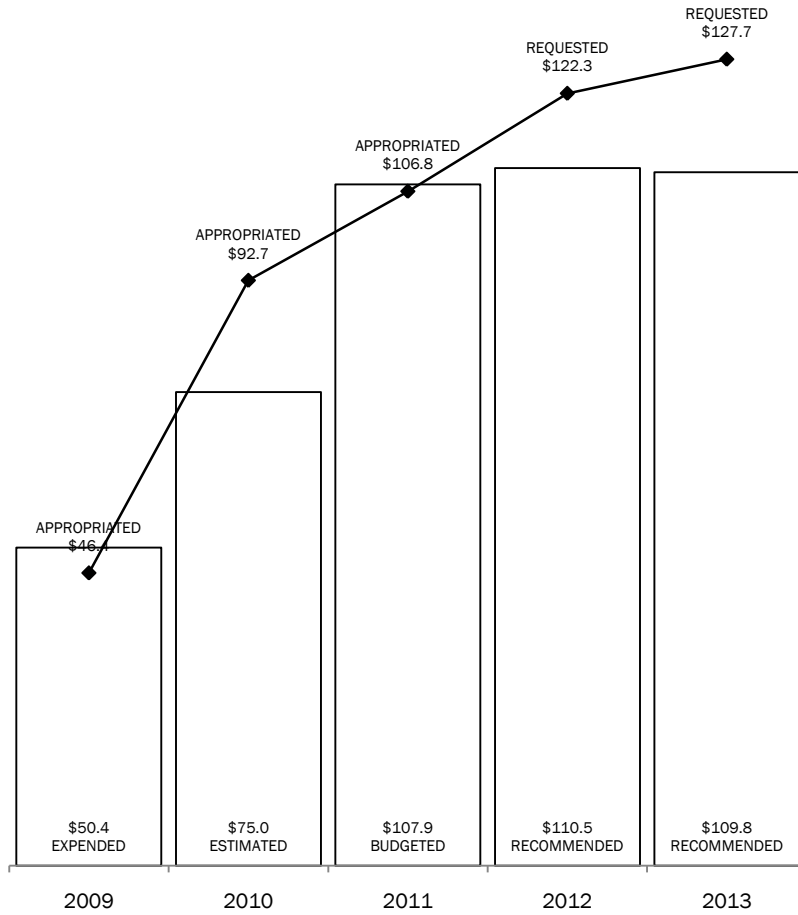 REQUESTED
$127.7
REQUESTED
$122.3
APPROPRIATED
$106.8
APPROPRIATED
$92.7
APPROPRIATED
$46.4
$50.4
EXPENDED
$75.0
ESTIMATED
$107.9
BUDGETED
$110.5
RECOMMENDED
$109.8
RECOMMENDED
2009
2010
2011
2012
2013